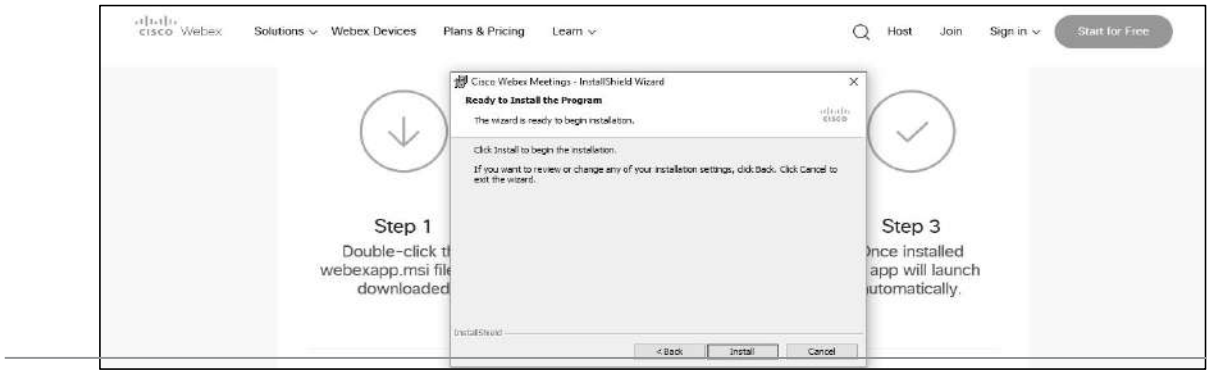 cisco Webex Solutions Webex Devices Plans & Pricing Learn Host Join Sign in Start for Free
Cisco Webex Meetings - InstallShield Wizard
Ready to Install the Program
The wizard is ready to begin installation.
cisco
Click Install to begin the installation.
If you want to review or change any of your installation settings, click Back. Click Cancel to
exit the wizard.
Step 1
Double-click th
webexapp.msi file
downloaded
Step 3
Once installed
app will launch
automatically.
InstallShield
< Back Install Cancel